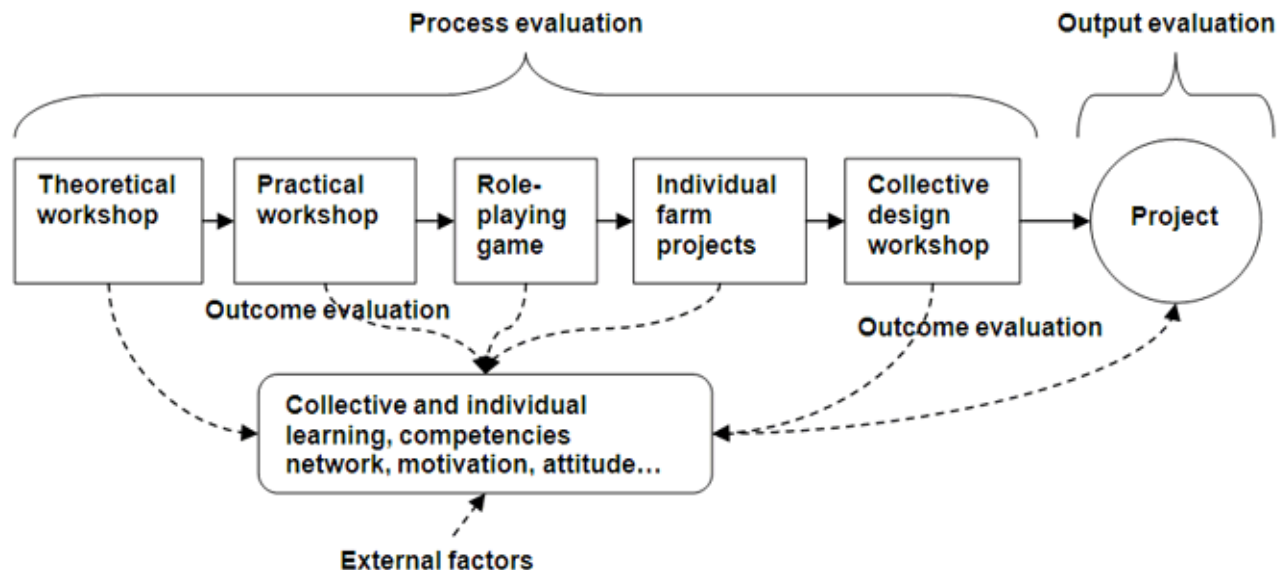 Process evaluation
Output evaluation
Theoretical
workshop
Practical
workshop
Role-
playing
game
Individual
farm
projects
Collective
design
workshop
Project
Outcome evaluation
Outcome evaluation
Collective and individual
learning, competencies
network, motivation, attitude…
External factors